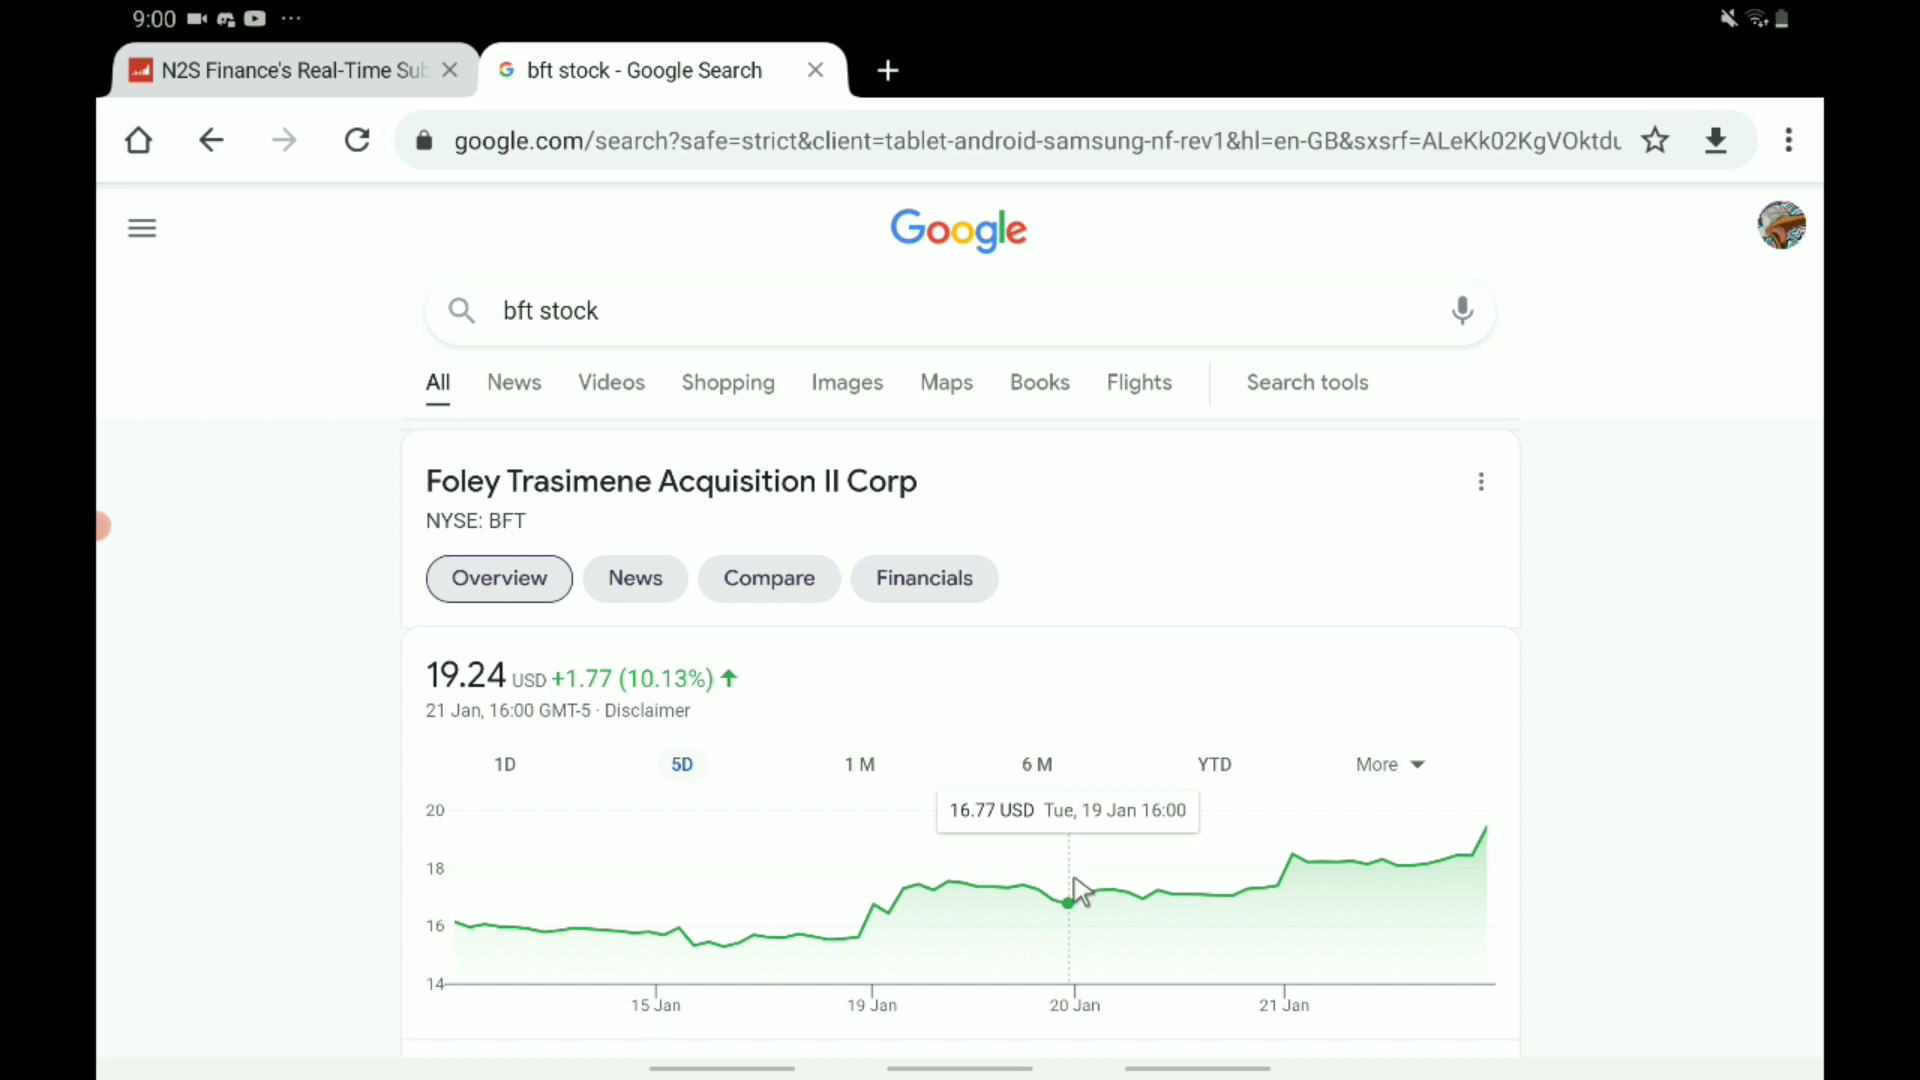 9:00
N2S Finance's Real-Time Sub
bft stock - Google Search
google.com/search?safe=strict&client=tablet-android-samsung-nf-rev1&hl=en-GB&sxsrf=ALeKk02KgVOktdu
Google
bft stock
All News Videos Shopping Images Maps Books Flights Search tools
Foley Trasimene Acquisition II Corp
NYSE: BFT
Overview News Compare Financials
19.24 USD +1.77 (10.13%)
21 Jan, 16:00 GMT-5 · Disclaimer
1D 5D 1 M 6 M YTD More
16.77 USD Tue, 19 Jan 16:00
20
18
16
14
15 Jan 19 Jan 20 Jan 21 Jan